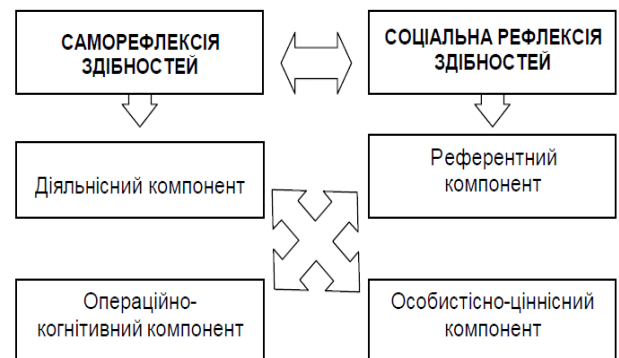 САМОРЕФЛЕКСІЯ
ЗДІБНОСТЕЙ
СОЦІАЛЬНА РЕФЛЕКСІЯ
ЗДІБНОСТЕЙ
Діяльнісний компонент
Референтний
компонент
Операційно-
когнітивний компонент
Особистісно-ціннісний
компонент